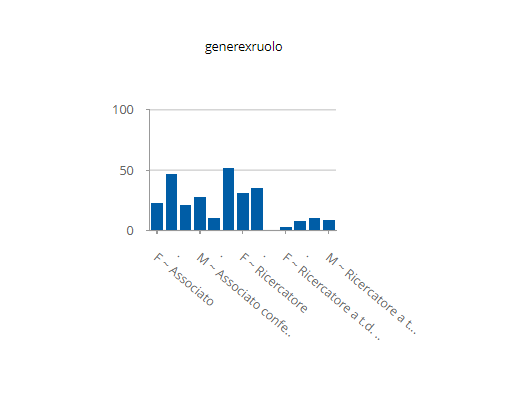 generexruolo
100
50
0
F ~ Associato
.
M ~ Associato confe..
.
F ~ Ricercatore
.
F ~ Ricercatore a t.d. ...
.
M ~ Ricercatore a t...